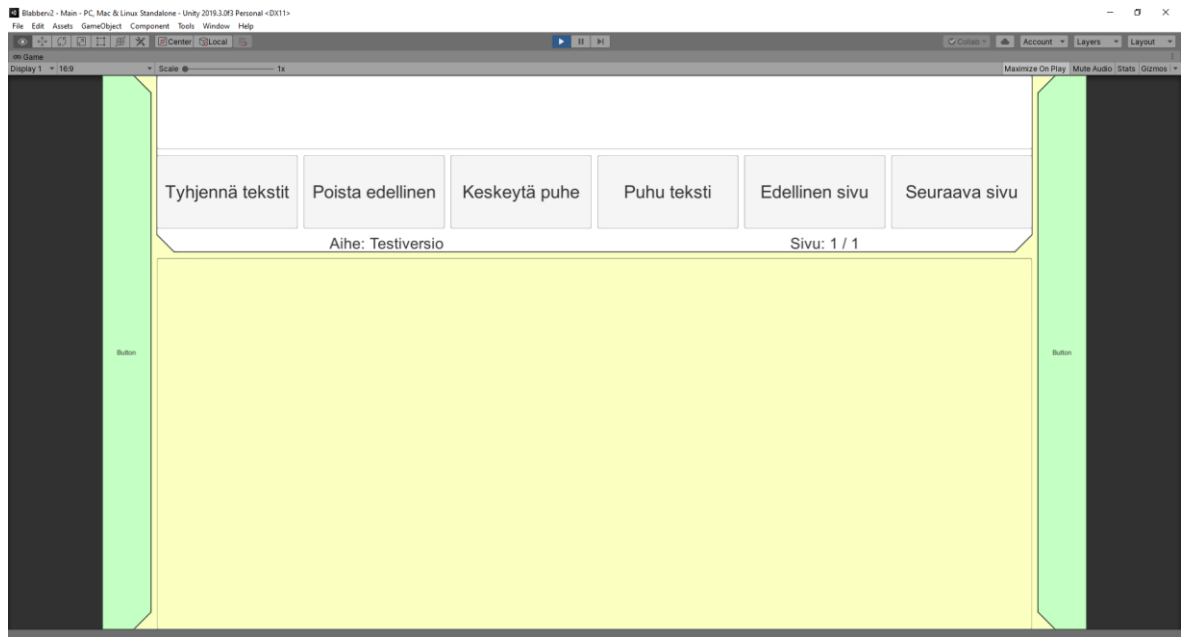 Blabberv2 - Main - PC, Mac & Linux Standalone - Unity 2019.3.0f3 Personal <DX11>
File Edit Assets GameObject Component Tools Window Help
Center Local Collab Account Layers Layout
Game
Display 1 16:9 Scale 1x Maximize On Play Mute Audio Stats Gizmos
Tyhjennä tekstit Poista edellinen Keskeytä puhe Puhu teksti Edellinen sivu Seuraava sivu
Aihe: Testiversio Sivu: 1 / 1
Button Button